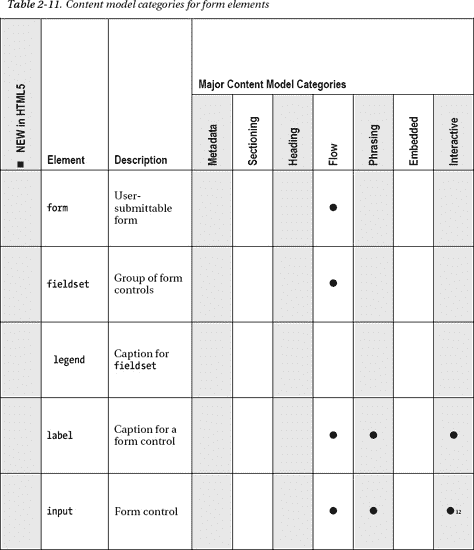 Table 2-11. Content model categories for form elements
Major Content Model Categories
■ NEW in HTML5
Element
Description
Metadata
Sectioning
Heading
Flow
Phrasing
Embedded
Interactive
form
User-
submittable
form
●
fieldset
Group of form
controls
●
legend
Caption for
fieldset
label
Caption for a
form control
● ● ●
input
Form control
● ● ● 12